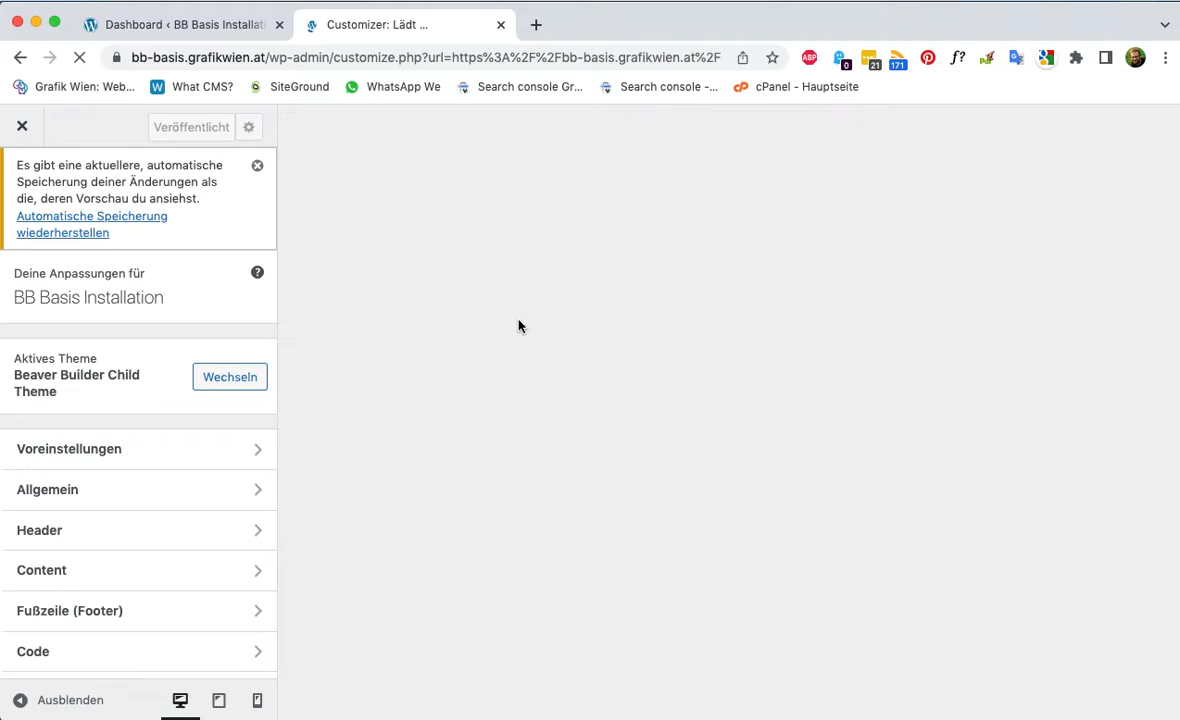 Dashboard ‹ BB Basis Installati
Customizer: Lädt ...
bb-basis.grafikwien.at/wp-admin/customize.php?url=https%3A%2F%2Fbb-basis.grafikwien.at%2F
ABP
0
21
171
f?
Grafik Wien: Web...
What CMS?
SiteGround
WhatsApp We
Search console Gr...
Search console -...
cPanel - Hauptseite
Veröffentlicht
Es gibt eine aktuellere, automatische
Speicherung deiner Änderungen als
die, deren Vorschau du ansiehst.
Automatische Speicherung
wiederherstellen
Deine Anpassungen für
BB Basis Installation
Aktives Theme
Beaver Builder Child
Theme
Wechseln
Voreinstellungen
Allgemein
Header
Content
Fußzeile (Footer)
Code
Ausblenden